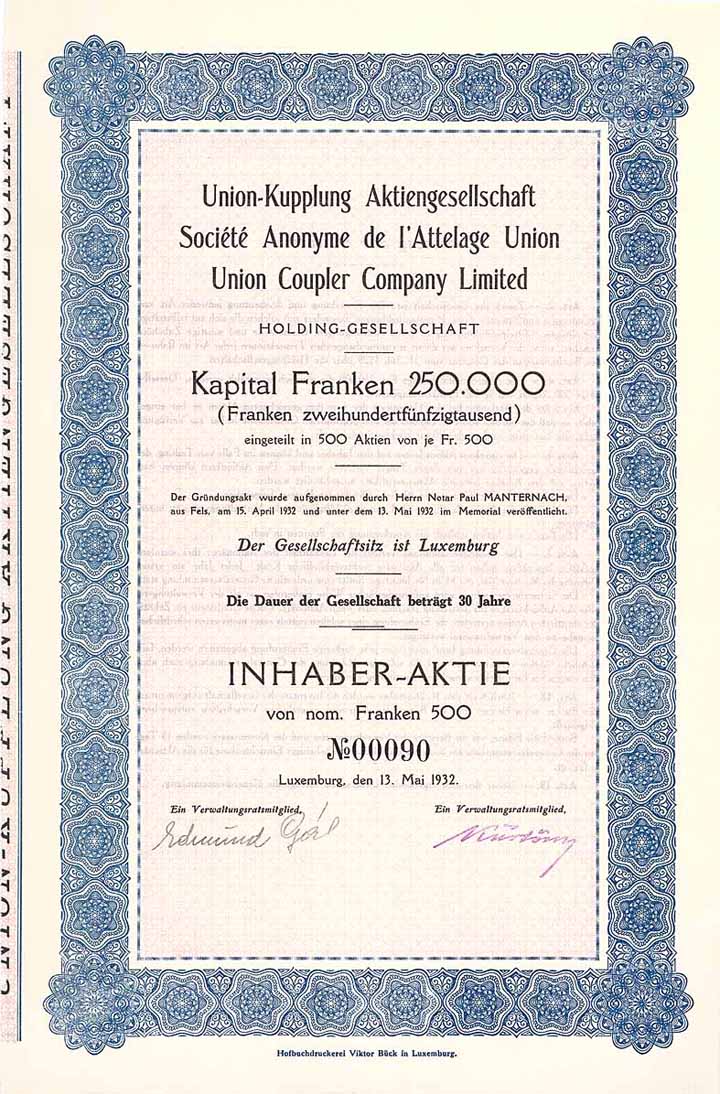 Union-Kupplung Aktiengesellschaft
Société Anonyme de l'Attelage Union
Union Coupler Company Limited
HOLDING-GESELLSCHAFT
Kapital Franken 250.000
(Franken zweihundertfünfzigtausend)
eingeteilt in 500 Aktien von je Fr. 500
Der Gründungsakt wurde aufgenommen durch Herrn Notar Paul MANTERNACH,
aus Fels, am 15. April 1932 und unter dem 13. Mai 1932 im Memorial veröffentlicht.
Der Gesellschaftsitz ist Luxemburg
Die Dauer der Gesellschaft beträgt 30 Jahre
INHABER-AKTIE
von nom. Franken 500
№00090
Luxemburg, den 13. Mai 1932.
Ein Verwaltungsratsmitglied, Ein Verwaltungsratsmitglied,
Edmund Gál
Hofbuchdruckerei Viktor Bück in Luxemburg.